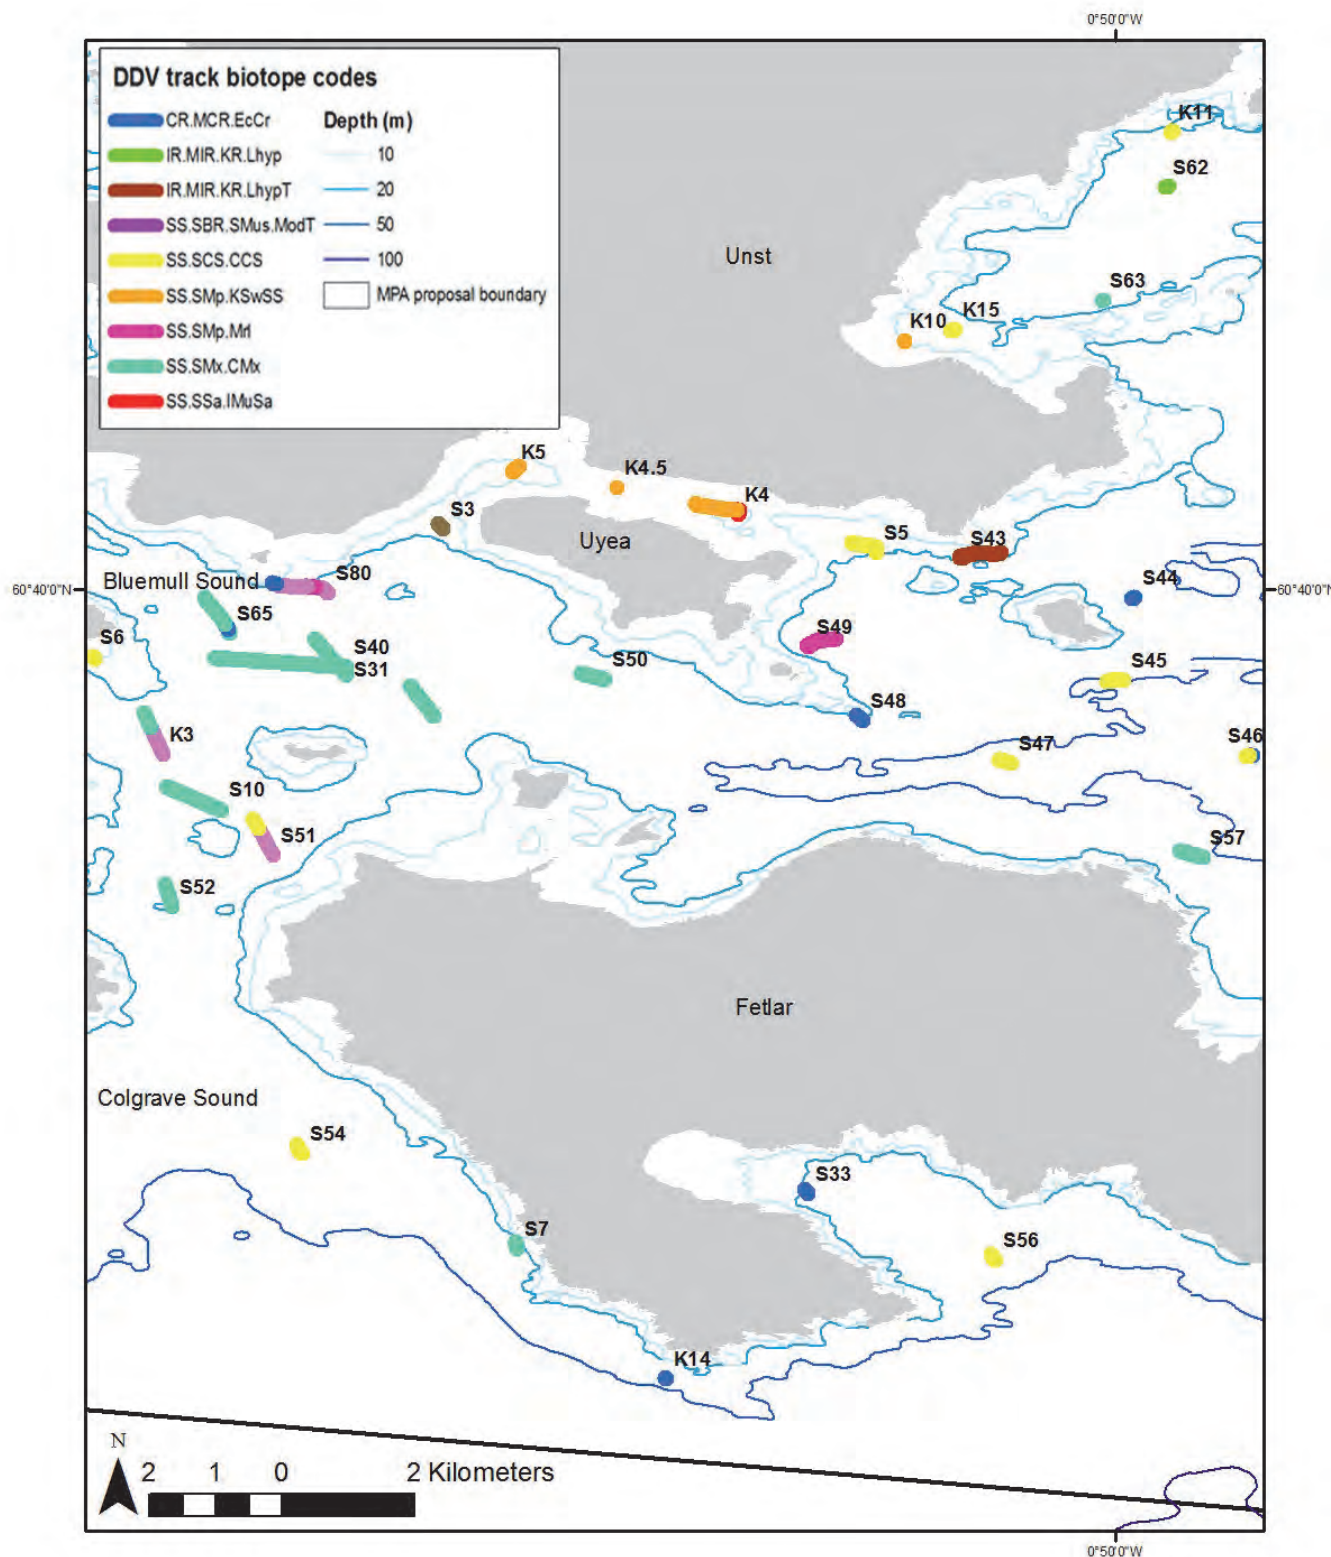 0°50'0"W
DDV track biotope codes
CR.MCR.EcCr
IR.MIR.KR.Lhyp
IR.MIR.KR.LhypT
SS.SBR.SMus.ModT
SS.SCS.CCS
SS.SMp.KSwSS
SS.SMp.Mrl
SS.SMx.CMx
SS.SSa.IMuSa
Depth (m)
10
20
50
100
MPA proposal boundary
K11
S62
Unst
S63
K10
K15
K5
K4.5
K4
S3
Uyea
S5
S43
Bluemull Sound
S80
S44
60°40'0"N
60°40'0"N
S65
S6
S49
S40
S31
S50
S45
S48
K3
S47
S46
S10
S51
S57
S52
Fetlar
Colgrave Sound
S54
S33
S7
S56
K14
N
2 1 0 2 Kilometers
0°50'0"W